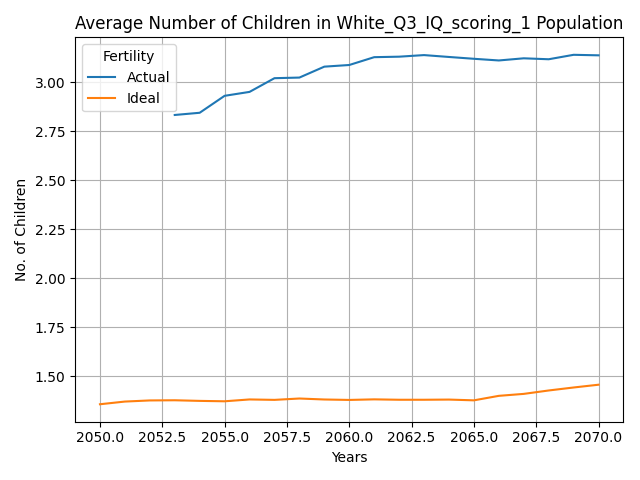 Average Number of Children in White_Q3_IQ_scoring_1 Population
Fertility
Actual
Ideal
No. of Children
3.00
2.75
2.50
2.25
2.00
1.75
1.50
2050.0 2052.5 2055.0 2057.5 2060.0 2062.5 2065.0 2067.5 2070.0
Years